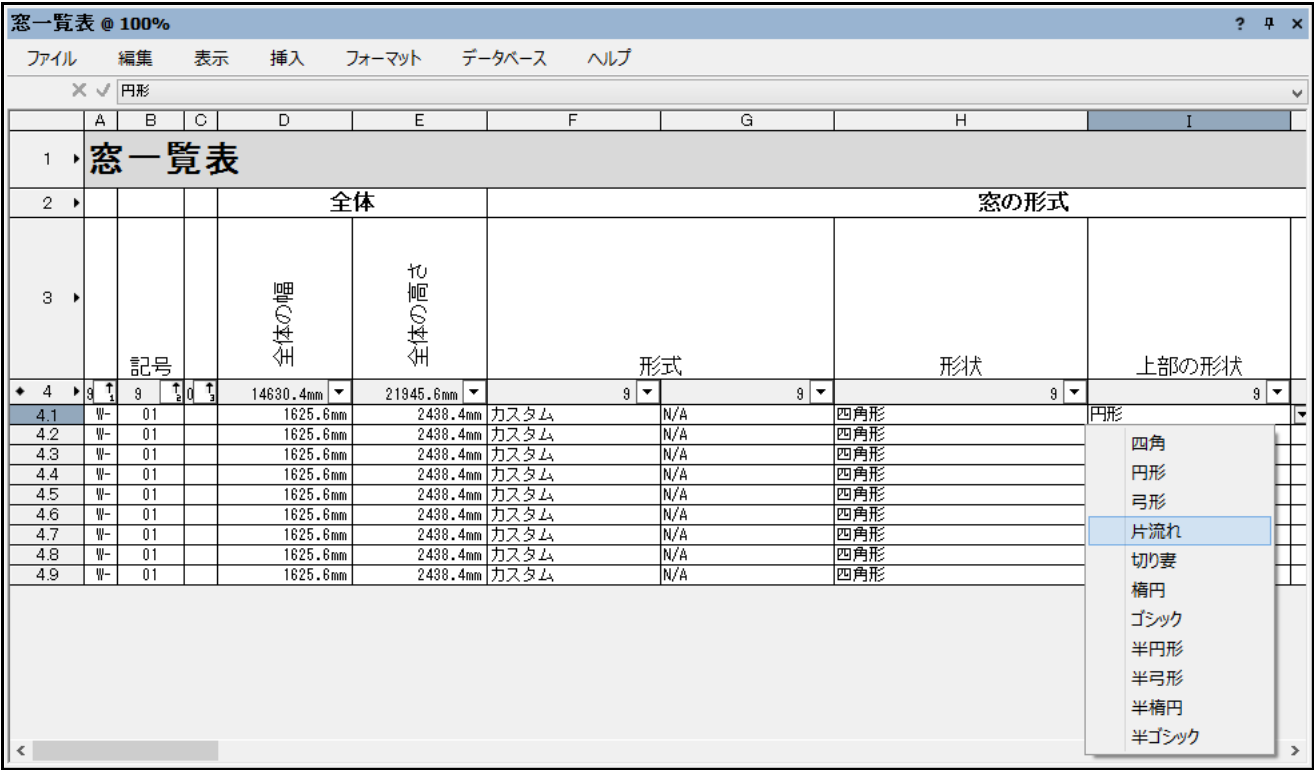 窓一覧表 @ 100%
ファイル 編集 表示 挿入 フォーマット データベース ヘルプ
円形
A B C D E F G H I
1 窓一覧表
2 全体 窓の形式
3 記号 全体の幅 全体の高さ 形式 形状 上部の形状
4 9 1 9 2 0 3 14630.4mm 21945.6mm 9 9 9 9
4.1 W- 01 1625.6mm 2438.4mm カスタム N/A 四角形 円形
4.2 W- 01 1625.6mm 2438.4mm カスタム N/A 四角形
4.3 W- 01 1625.6mm 2438.4mm カスタム N/A 四角形
4.4 W- 01 1625.6mm 2438.4mm カスタム N/A 四角形
4.5 W- 01 1625.6mm 2438.4mm カスタム N/A 四角形
4.6 W- 01 1625.6mm 2438.4mm カスタム N/A 四角形
4.7 W- 01 1625.6mm 2438.4mm カスタム N/A 四角形
4.8 W- 01 1625.6mm 2438.4mm カスタム N/A 四角形
4.9 W- 01 1625.6mm 2438.4mm カスタム N/A 四角形
四角
円形
弓形
片流れ
切り妻
楕円
ゴシック
半円形
半弓形
半楕円
半ゴシック